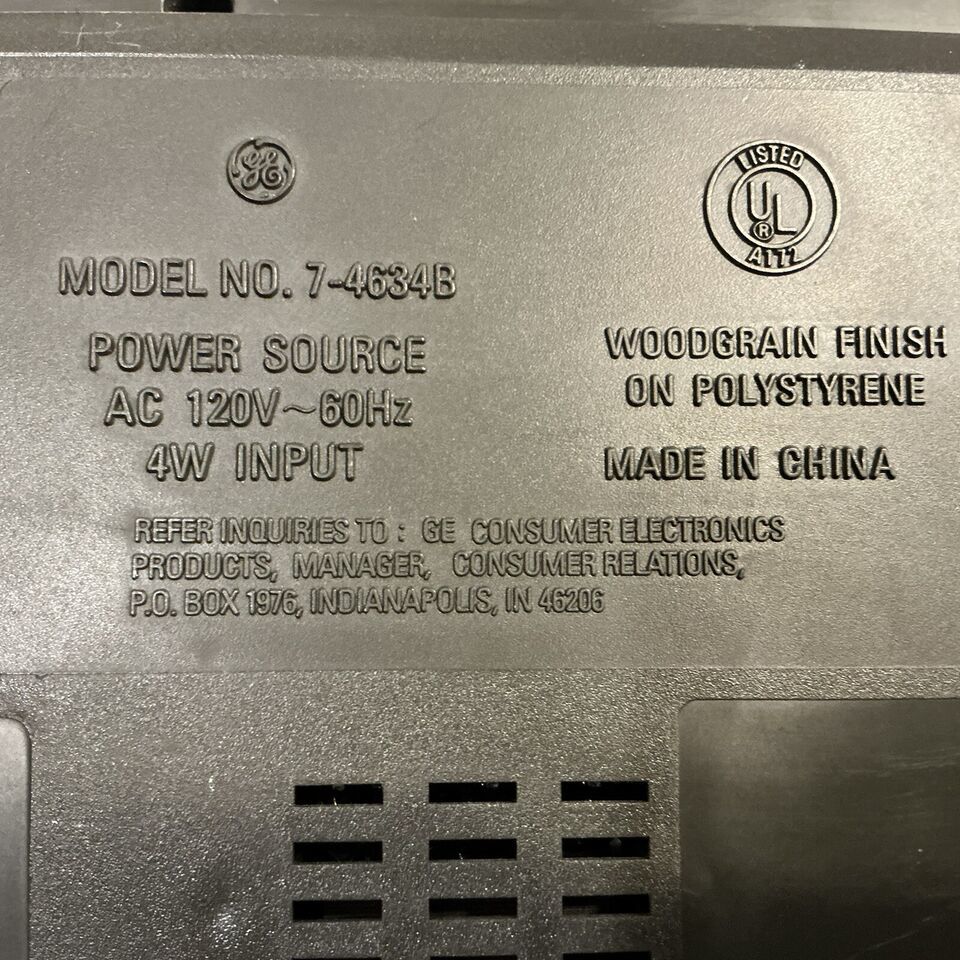 GE
LISTED
UL
®
A172
MODEL NO. 7-4634B
POWER SOURCE
AC 120V~60Hz
4W INPUT
WOODGRAIN FINISH
ON POLYSTYRENE
MADE IN CHINA
REFER INQUIRIES TO : GE CONSUMER ELECTRONICS
PRODUCTS, MANAGER, CONSUMER RELATIONS,
P.O. BOX 1976, INDIANAPOLIS, IN 46206